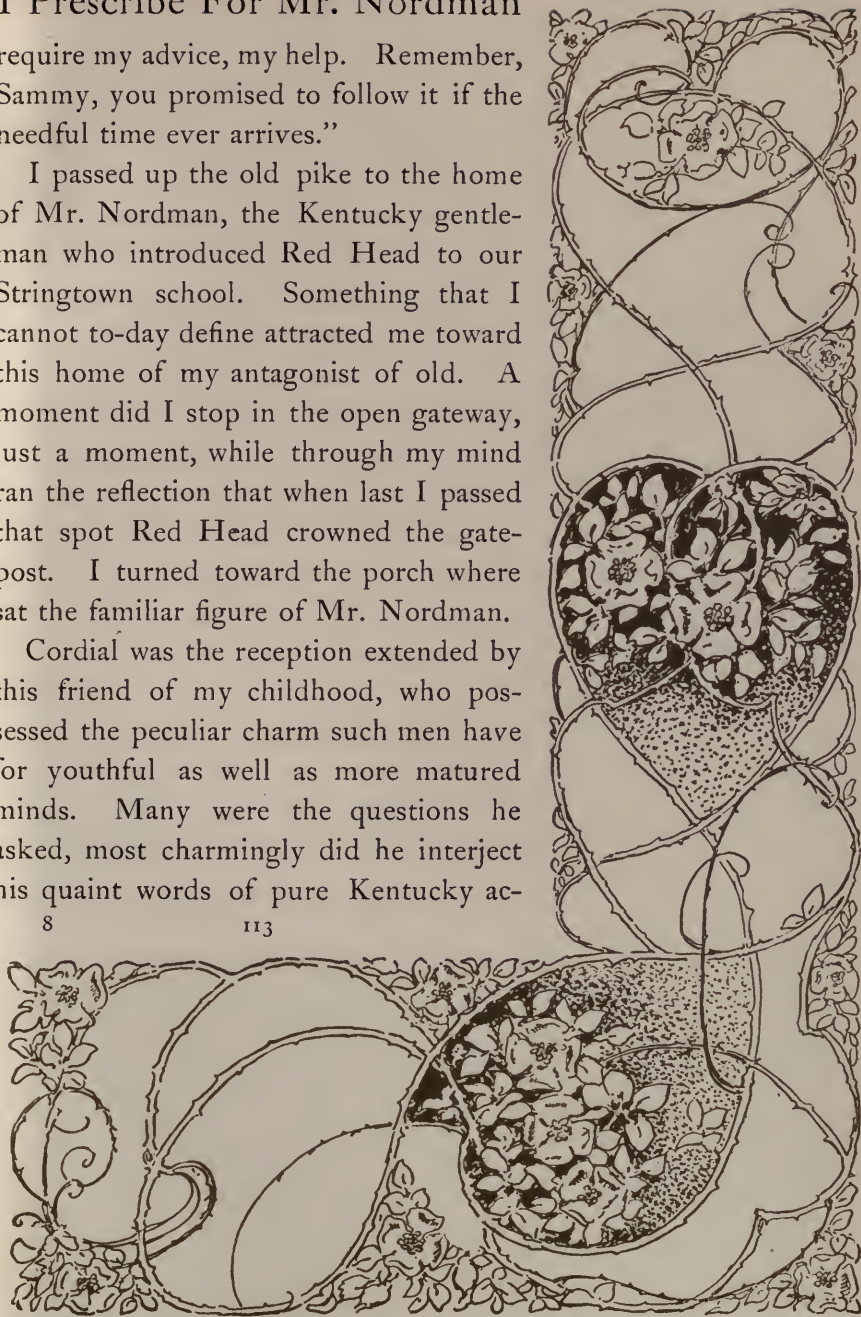 I Prescribe For Mr. Nordman
require my advice, my help. Remember,
Sammy, you promised to follow it if the
needful time ever arrives.”
I passed up the old pike to the home
of Mr. Nordman, the Kentucky gentle-
man who introduced Red Head to our
Stringtown school. Something that I
cannot to-day define attracted me toward
this home of my antagonist of old. A
moment did I stop in the open gateway,
just a moment, while through my mind
ran the reflection that when last I passed
that spot Red Head crowned the gate-
post. I turned toward the porch where
sat the familiar figure of Mr. Nordman.
Cordial was the reception extended by
this friend of my childhood, who pos-
sessed the peculiar charm such men have
for youthful as well as more matured
minds. Many were the questions he
asked, most charmingly did he interject
his quaint words of pure Kentucky ac-
8 113